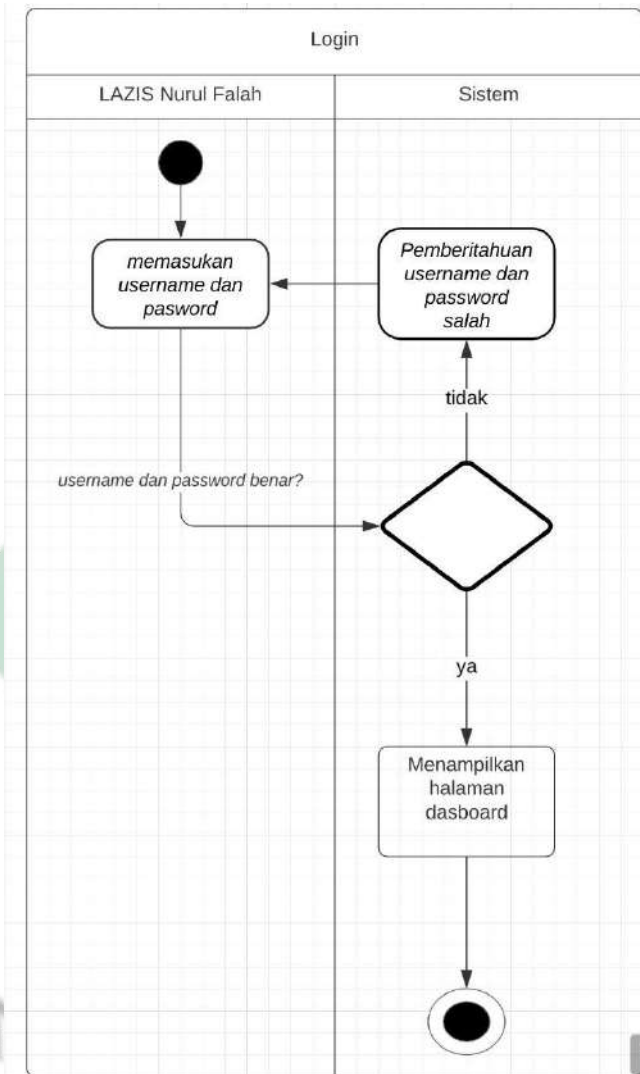 Login
LAZIS Nurul Falah
Sistem
memasukan
username dan
pasword
Pemberitahuan
username dan
password
salah
tidak
username dan password benar?
ya
Menampilkan
halaman
dasboard